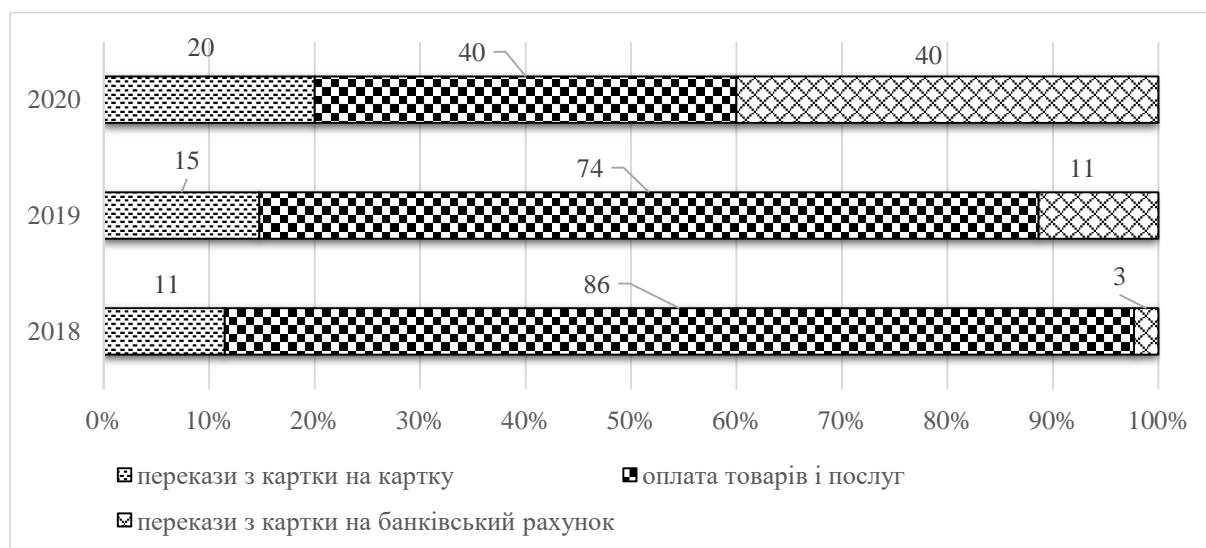 20 40 40
2020
15 74 11
2019
11 86 3
2018
0% 10% 20% 30% 40% 50% 60% 70% 80% 90% 100%
перекази з картки на картку оплата товарів і послуг
перекази з картки на банківський рахунок